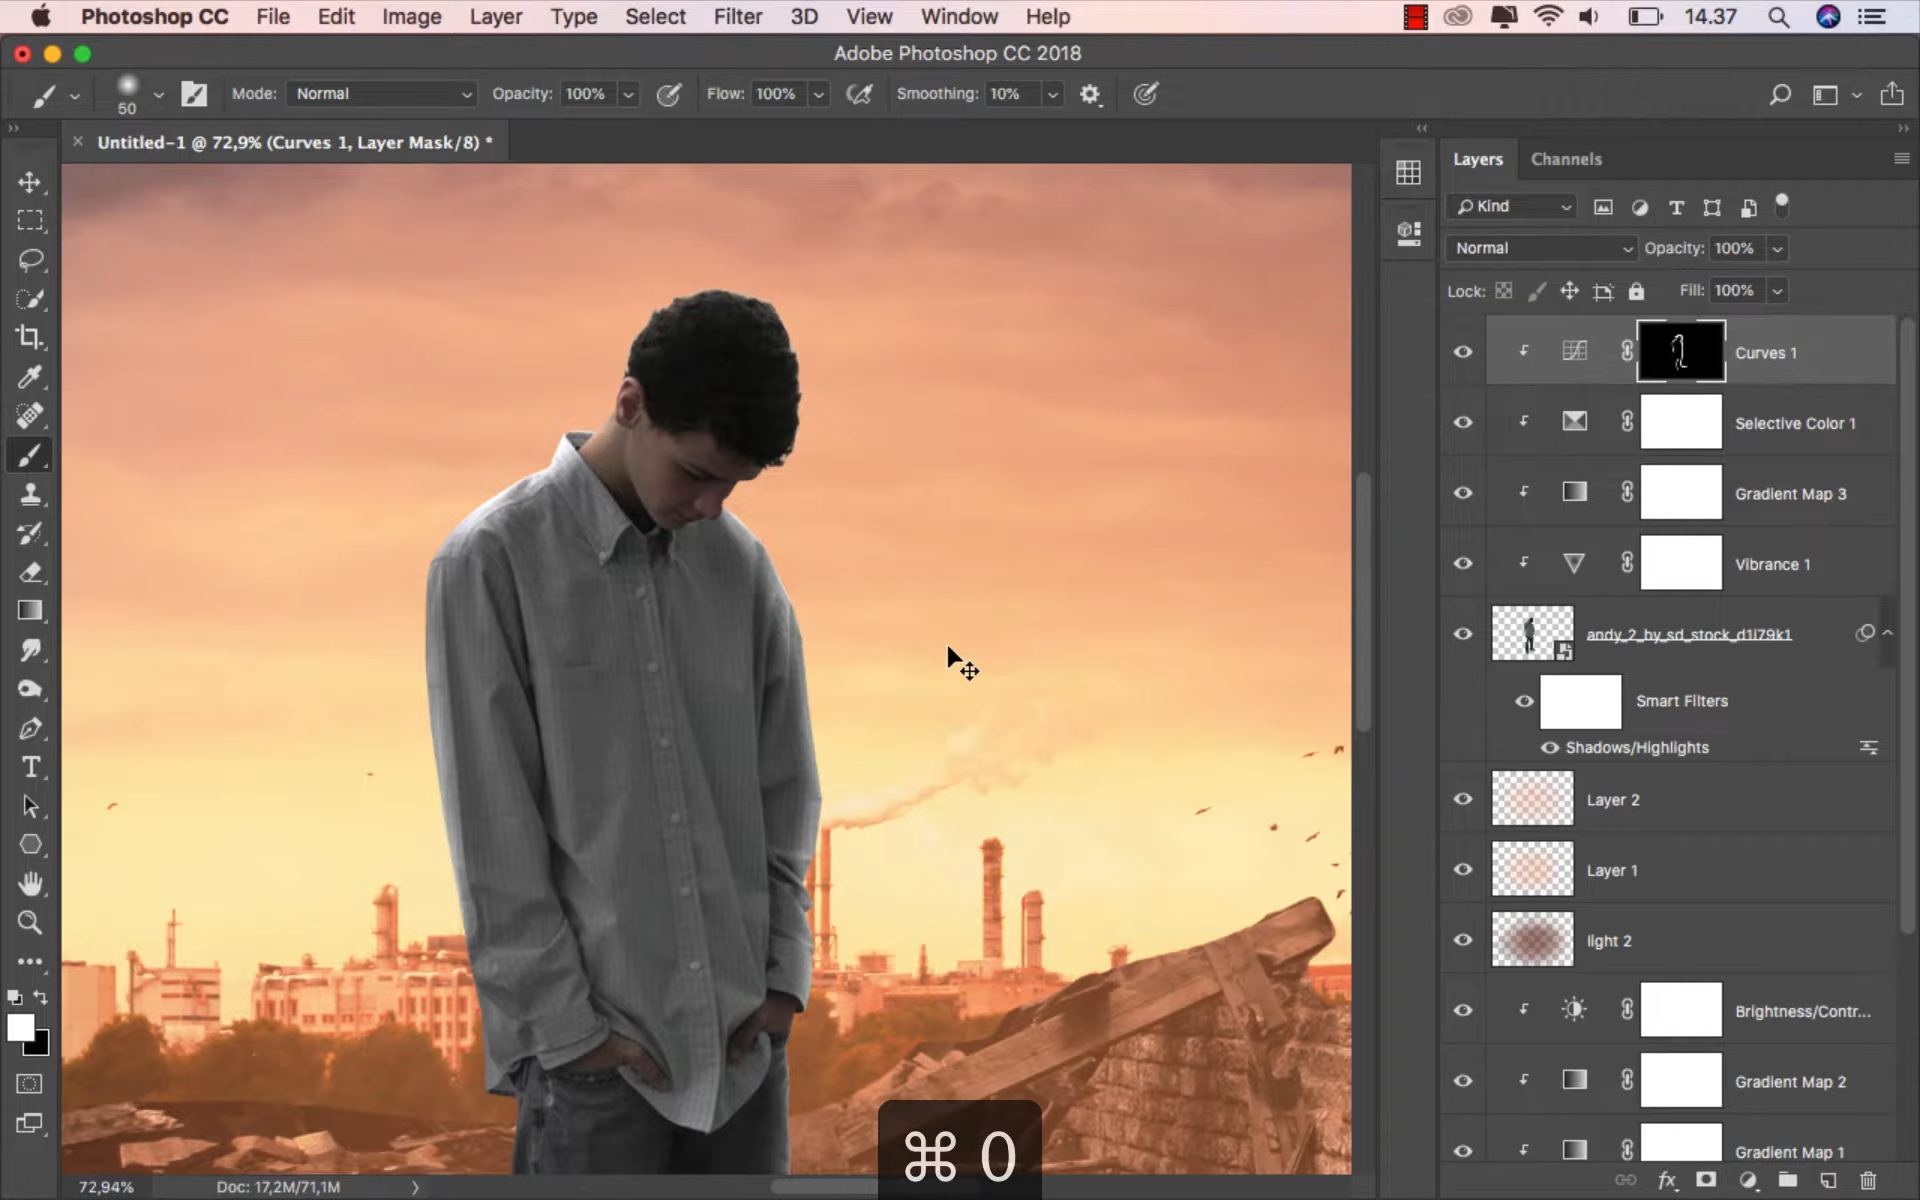 Photoshop CC File Edit Image Layer Type Select Filter 3D View Window Help 14.37
Adobe Photoshop CC 2018
50 Mode: Normal Opacity: 100% Flow: 100% Smoothing: 10%
Untitled-1 @ 72,9% (Curves 1, Layer Mask/8) *
Layers Channels
Kind
Normal Opacity: 100%
Lock: Fill: 100%
Curves 1
Selective Color 1
Gradient Map 3
Vibrance 1
andy_2_by_sd_stock_d1i79k1
Smart Filters
Shadows/Highlights
Layer 2
Layer 1
light 2
Brightness/Contr...
Gradient Map 2
Gradient Map 1
⌘ 0
72,94% Doc: 17,2M/71,1M
fx